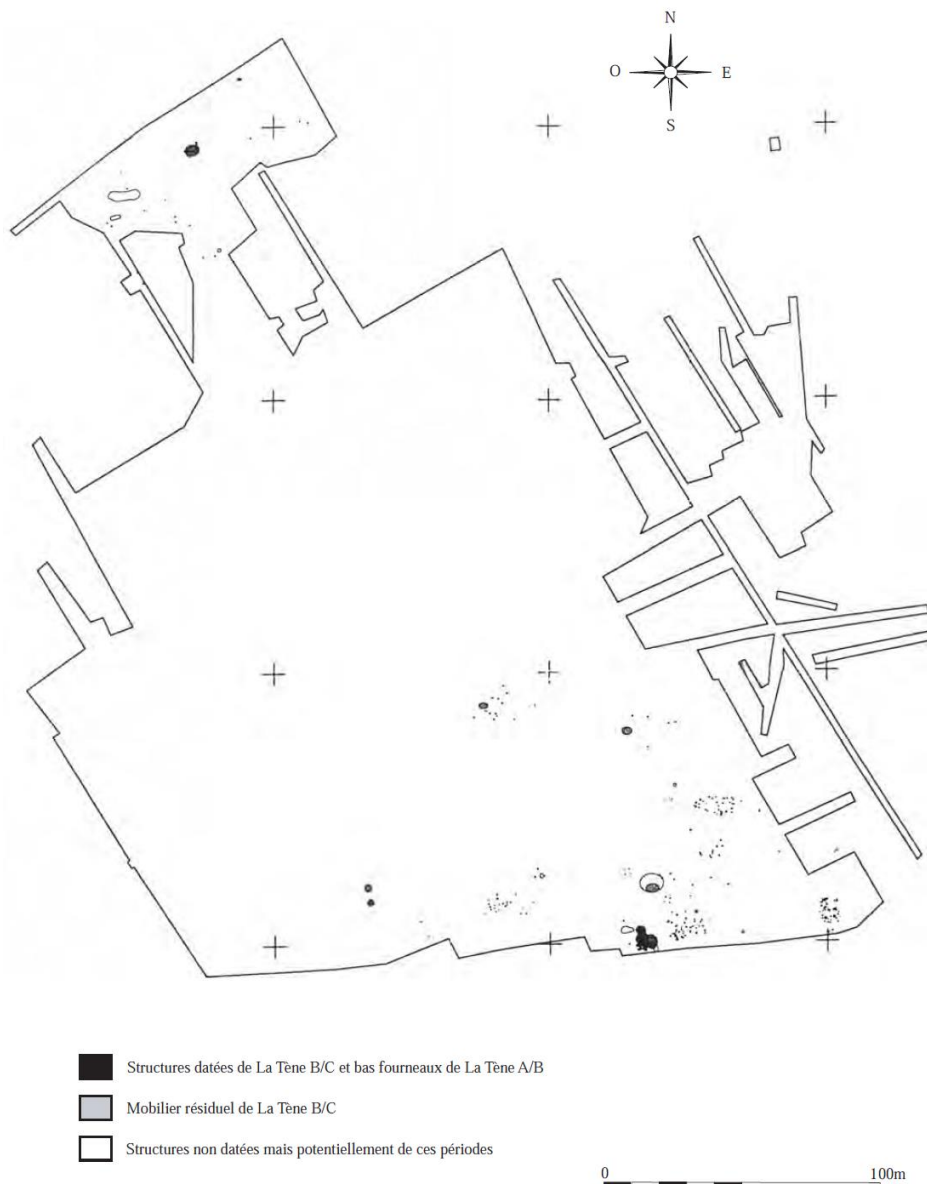 N
O E
S
Structures datées de La Tène B/C et bas fourneaux de La Tène A/B
Mobilier résiduel de La Tène B/C
Structures non datées mais potentiellement de ces périodes
0 100m